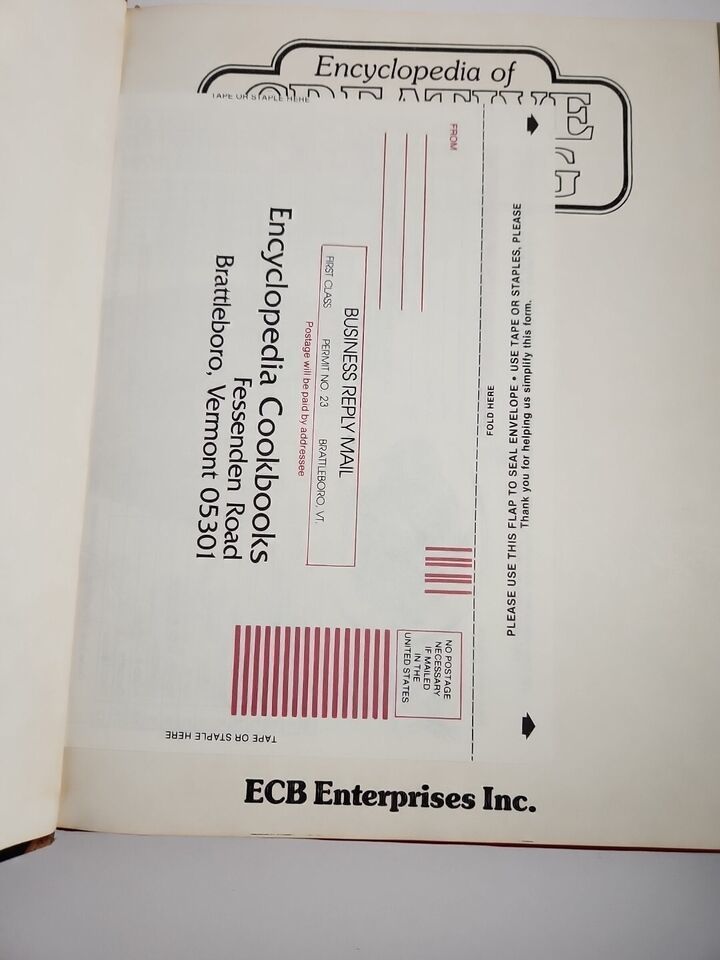 Encyclopedia of
TAPE OR STAPLE HERE
FROM
NO POSTAGE
NECESSARY
IF MAILED
IN THE
UNITED STATES
BUSINESS REPLY MAIL
FIRST CLASS PERMIT NO. 23 BRATTLEBORO, VT.
Postage will be paid by addressee
Encyclopedia Cookbooks
Fessenden Road
Brattleboro, Vermont 05301
FOLD HERE
PLEASE USE THIS FLAP TO SEAL ENVELOPE • USE TAPE OR STAPLES, PLEASE
Thank you for helping us simplify this form.
TAPE OR STAPLE HERE
ECB Enterprises Inc.